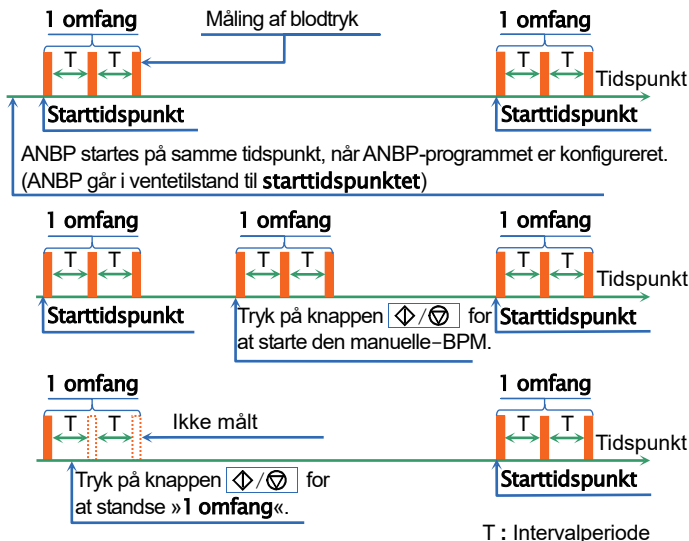 1 omfang Måling af blodtryk 1 omfang
T T T T Tidspunkt
Starttidspunkt Starttidspunkt
ANBP startes på samme tidspunkt, når ANBP-programmet er konfigureret.
(ANBP går i ventetilstand til starttidspunktet)
1 omfang 1 omfang 1 omfang
T T T T T T Tidspunkt
Starttidspunkt Tryk på knappen / for Starttidspunkt
at starte den manuelle-BPM.
1 omfang 1 omfang
T T Ikke målt T T Tidspunkt
Tryk på knappen / for Starttidspunkt
at standse »1 omfang«.
T : Intervalperiode